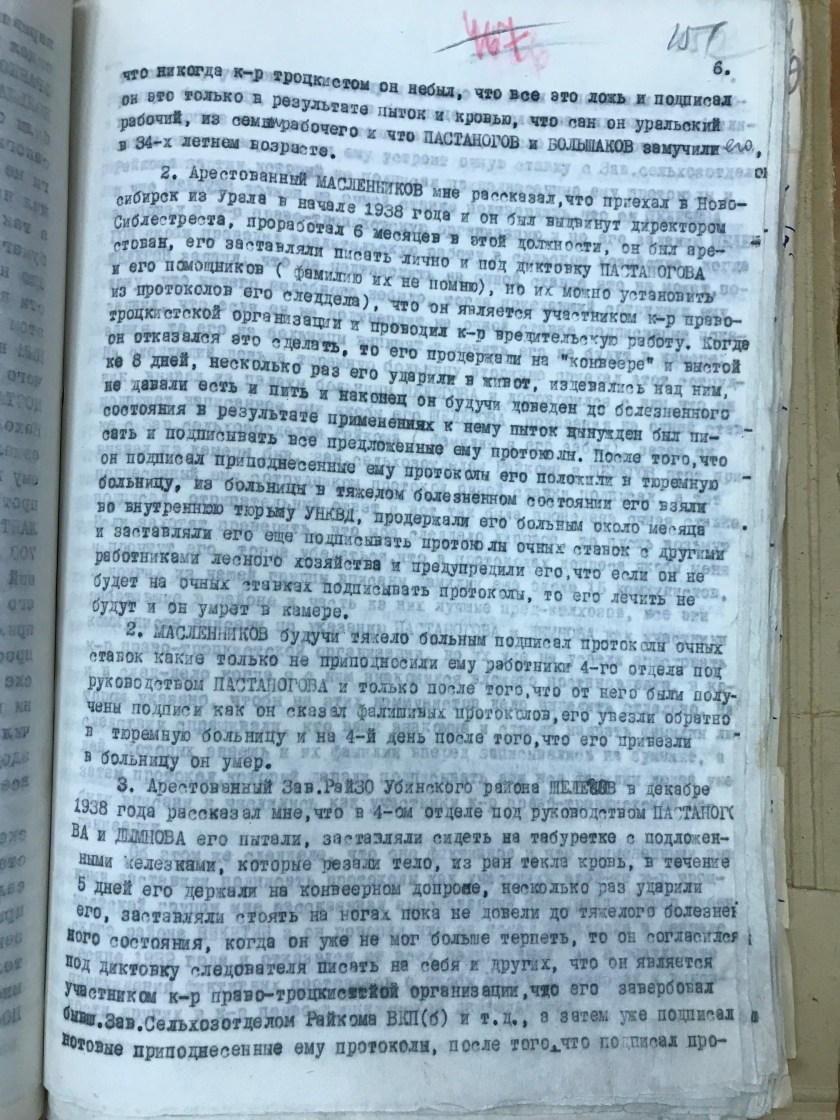 467
6.
что никогда к-р троцкистом он небыл, что все это ложь и подписал
он это только в результате пыток и кровью, что сан он уральский
рабочий, из семьи рабочего и что ПАСТАНОГОВ и БОЛЬШАКОВ замучили его,
в 34-х летнем возрасте.
2. Арестованный МАСЛЕННИКОВ мне рассказал,что приехал в Ново-
сибирск из Урала в начале 1938 года и он был выдвинут директором
Сиблестреста, проработал 6 месяцев в этой должности, он был аре-
стован, его заставляли писать лично и под диктовку ПАСТАНОГОВА
и его помощников ( фамилию их не помню), но их можно установить
из протоколов его следдела), что он является участником к-р право-
троцкистской организации и проводил к-р вредительскую работу. Когда
он отказался это сделать, то его продержали на "конвеере" и выстой
ке 8 дней, несколько раз его ударили в живот, издевались над ним,
не давали есть и пить и наконец он будучи доведен до болезненного
состояния в результате применениях к нему пыток вынужден был пи-
сать и подписывать все предложенные ему протоколы. После того,что
он подписал приподнесенные ему протоколы его положили в тюремную
больницу, из больницы в тяжелом болезненном состоянии его взяли
во внутреннюю тюрьму УНКВД, продержали его больным около месяца
и заставляли его еще подписывать протоколы очных ставок с другими
работниками лесного хозяйства и предупредили его,что если он не
будет на очных ставках подписывать протоколы, то его лечить не
будут и он умрет в камере.
2. МАСЛЕННИКОВ будучи тяжело больным подписал протоколы очных
ставок какие только не приподносили ему работники 4-го отдела под
руководством ПАСТАНОГОВА и только после того,что от него были полу-
чены подписи как он сказал фалишивых протоколов,его увезли обратно
в тюремную больницу и на 4-й день после того,что его привезли
в больницу он умер.
3. Арестовенный Зав.РайЗО Убинского района ШЕЛЕЗОВ в декабре
1938 года рассказал мне,что в 4-ом отделе под руководством ПАСТАНОГО
ВА и ДЫМНОВА его пытали, заставляли сидеть на табуретке с подложен-
ными железками, которые резали тело, из ран текла кровь, в течение
5 дней его держали на конвеерном допросе, несколько раз ударили
его, заставляли стоять на ногах пока не довели до тяжелого болезнен
ного состояния, когда он уже не мог больше терпеть, то он согласился
под диктовку следователя писать на себя и других, что он является
участником к-р право-троцкисткой организации,что его завербовал
бывш.Зав.Сельхозотделом Райкома ВКП(б) и т.д., а затем уже подписал
нотовые приподнесенные ему протоколы, после того,что подписал про-